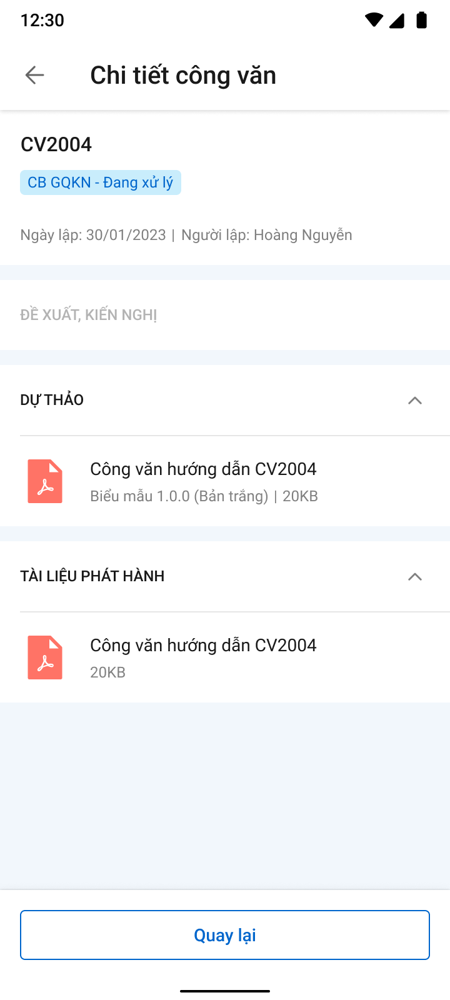 12:30
Chi tiết công văn
CV2004
CB GQKN - Đang xử lý
Ngày lập: 30/01/2023 | Người lập: Hoàng Nguyễn
ĐỀ XUẤT, KIẾN NGHỊ
DỰ THẢO
Công văn hướng dẫn CV2004
Biểu mẫu 1.0.0 (Bản trắng) | 20KB
TÀI LIỆU PHÁT HÀNH
Công văn hướng dẫn CV2004
20KB
Quay lại